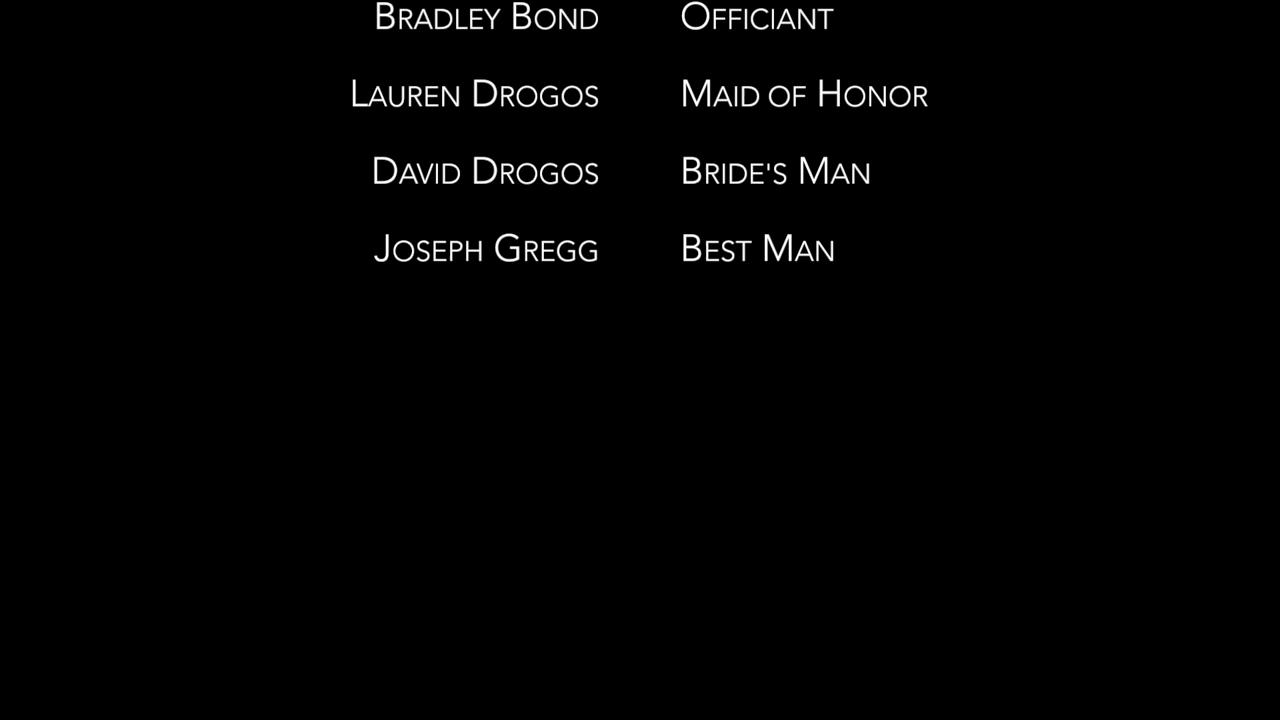 Bradley Bond Officiant
Lauren Drogos Maid of Honor
David Drogos Bride's Man
Joseph Gregg Best Man